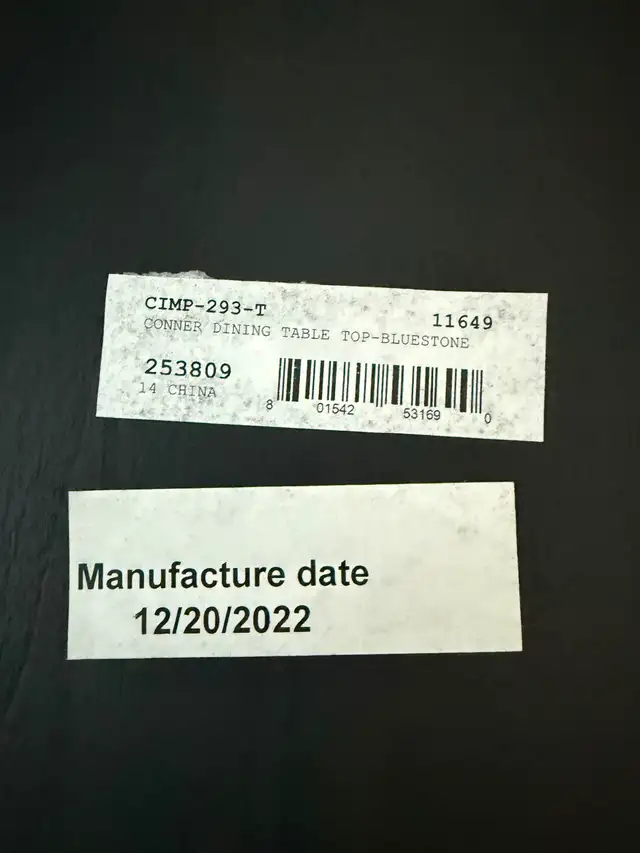 CIMP-293-T 11649
CONNER DINING TABLE TOP-BLUESTONE
253809
14 CHINA
8 01542 53169 0
Manufacture date
12/20/2022